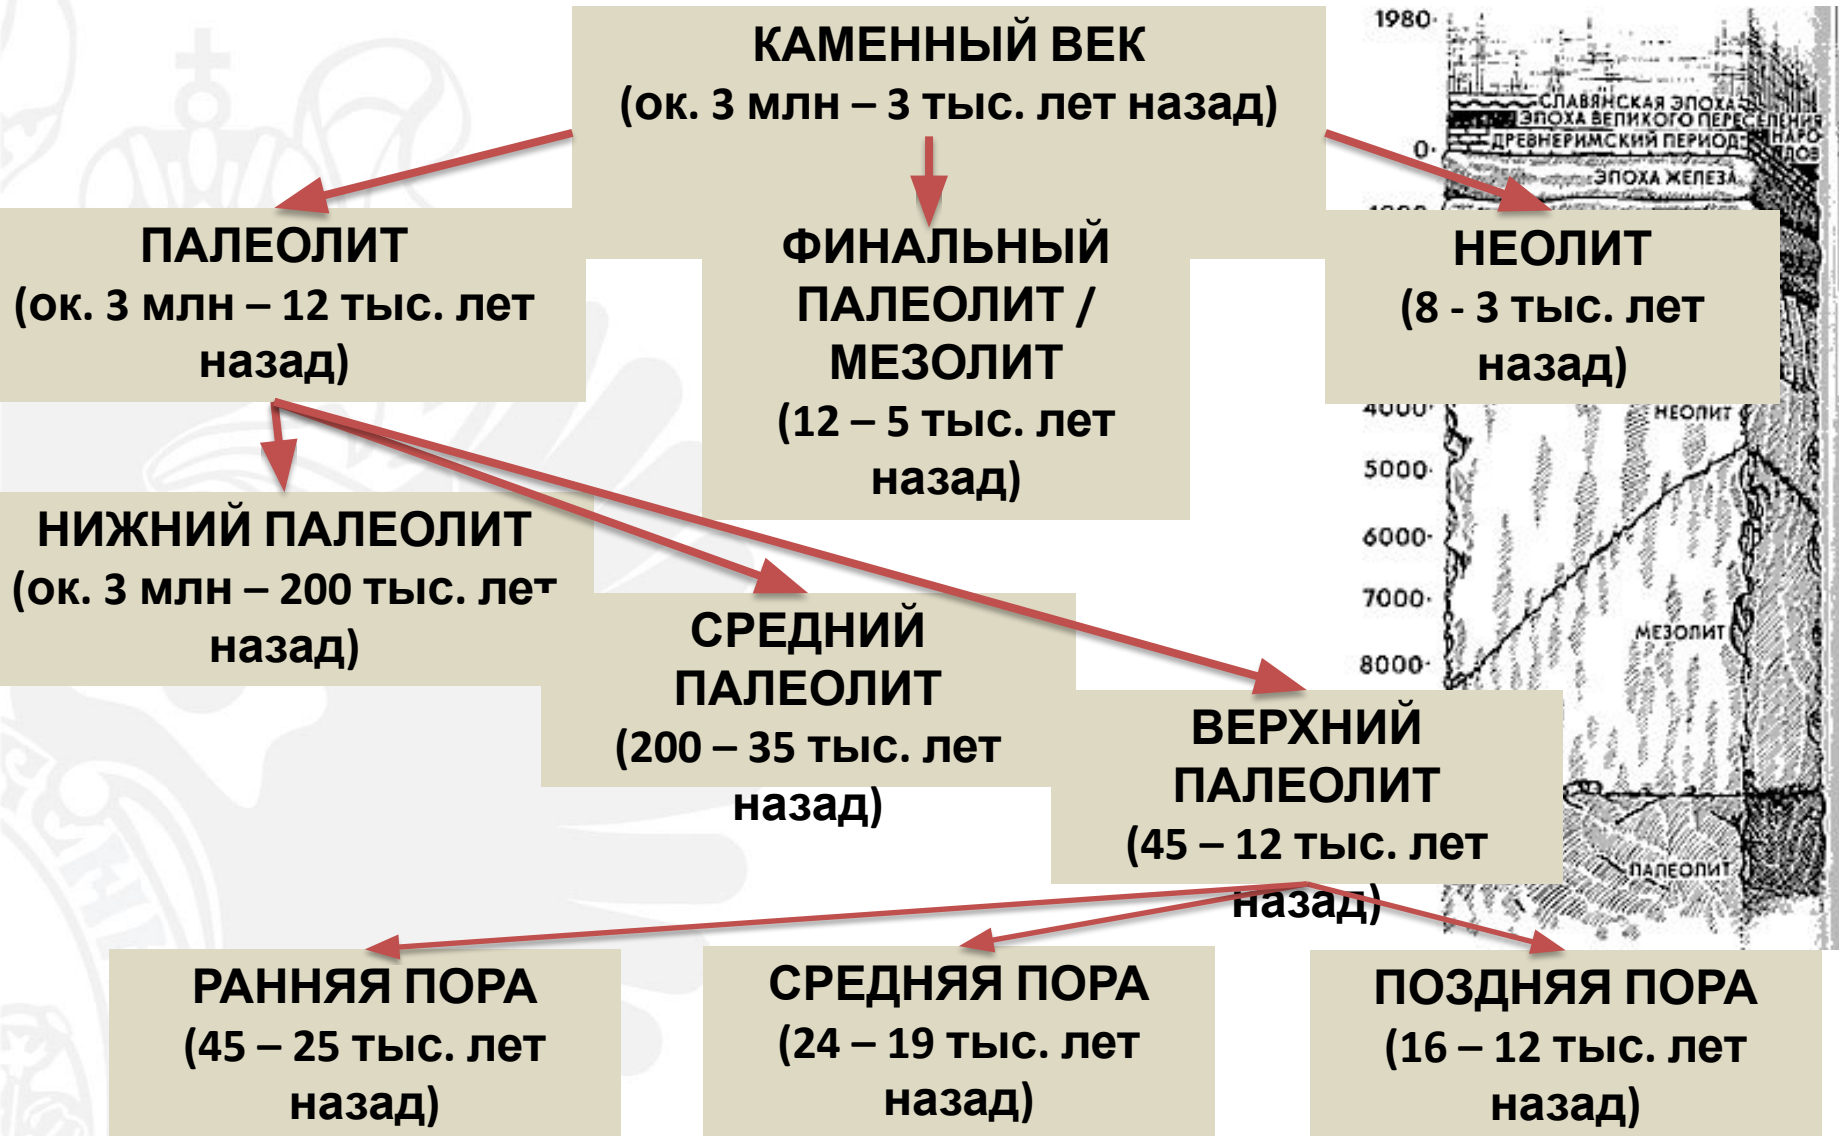 КАМЕННЫЙ ВЕК
(ок. 3 млн – 3 тыс. лет назад)
ПАЛЕОЛИТ
(ок. 3 млн – 12 тыс. лет
назад)
ФИНАЛЬНЫЙ
ПАЛЕОЛИТ /
МЕЗОЛИТ
(12 – 5 тыс. лет
назад)
НЕОЛИТ
(8 - 3 тыс. лет
назад)
НИЖНИЙ ПАЛЕОЛИТ
(ок. 3 млн – 200 тыс. лет
назад)
СРЕДНИЙ
ПАЛЕОЛИТ
(200 – 35 тыс. лет
назад)
ВЕРХНИЙ
ПАЛЕОЛИТ
(45 – 12 тыс. лет
назад)
РАННЯЯ ПОРА
(45 – 25 тыс. лет
назад)
СРЕДНЯЯ ПОРА
(24 – 19 тыс. лет
назад)
ПОЗДНЯЯ ПОРА
(16 – 12 тыс. лет
назад)
1980
СЛАВЯНСКАЯ ЭПОХА
ЭПОХА ВЕЛИКОГО ПЕРЕСЕЛЕНИЯ
НАРОДОВ
0
ДРЕВНЕРИМСКИЙ ПЕРИОД
ЭПОХА ЖЕЛЕЗА
4000
НЕОЛИТ
5000
6000
7000
МЕЗОЛИТ
8000
ПАЛЕОЛИТ